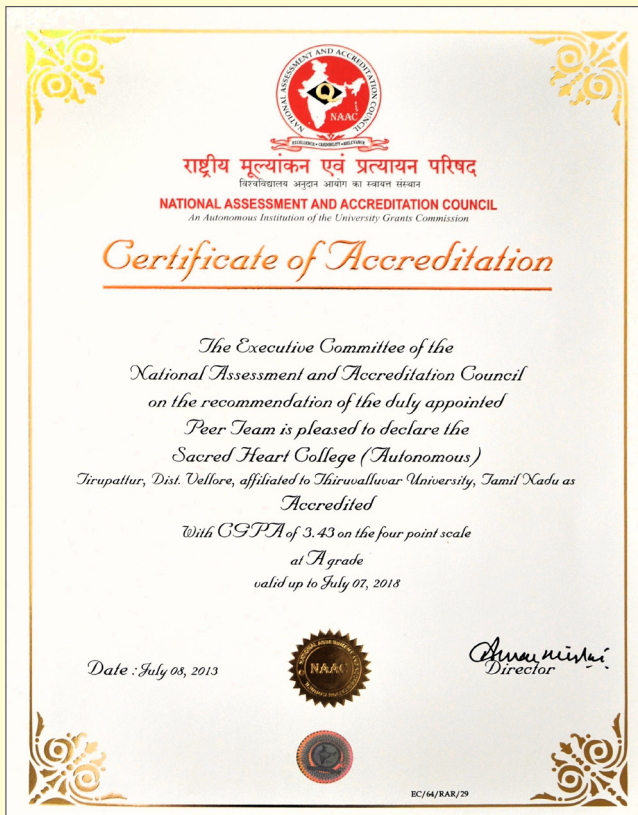 NATIONAL ASSESSMENT AND ACCREDITATION COUNCIL
Q
NAAC
EXCELLENCE • CREDIBILITY • RELEVANCE
राष्ट्रीय मूल्यांकन एवं प्रत्यायन परिषद
विश्वविद्यालय अनुदान आयोग का स्वायत्त संस्थान
NATIONAL ASSESSMENT AND ACCREDITATION COUNCIL
An Autonomous Institution of the University Grants Commission
Certificate of Accreditation
The Executive Committee of the
National Assessment and Accreditation Council
on the recommendation of the duly appointed
Peer Team is pleased to declare the
Sacred Heart College (Autonomous)
Tirupattur, Dist. Vellore, affiliated to Thiruvalluvar University, Tamil Nadu as
Accredited
With CGPA of 3.43 on the four point scale
at A grade
valid up to July 07, 2018
Date : July 08, 2013
NAAC
Director
EC/64/RAR/29